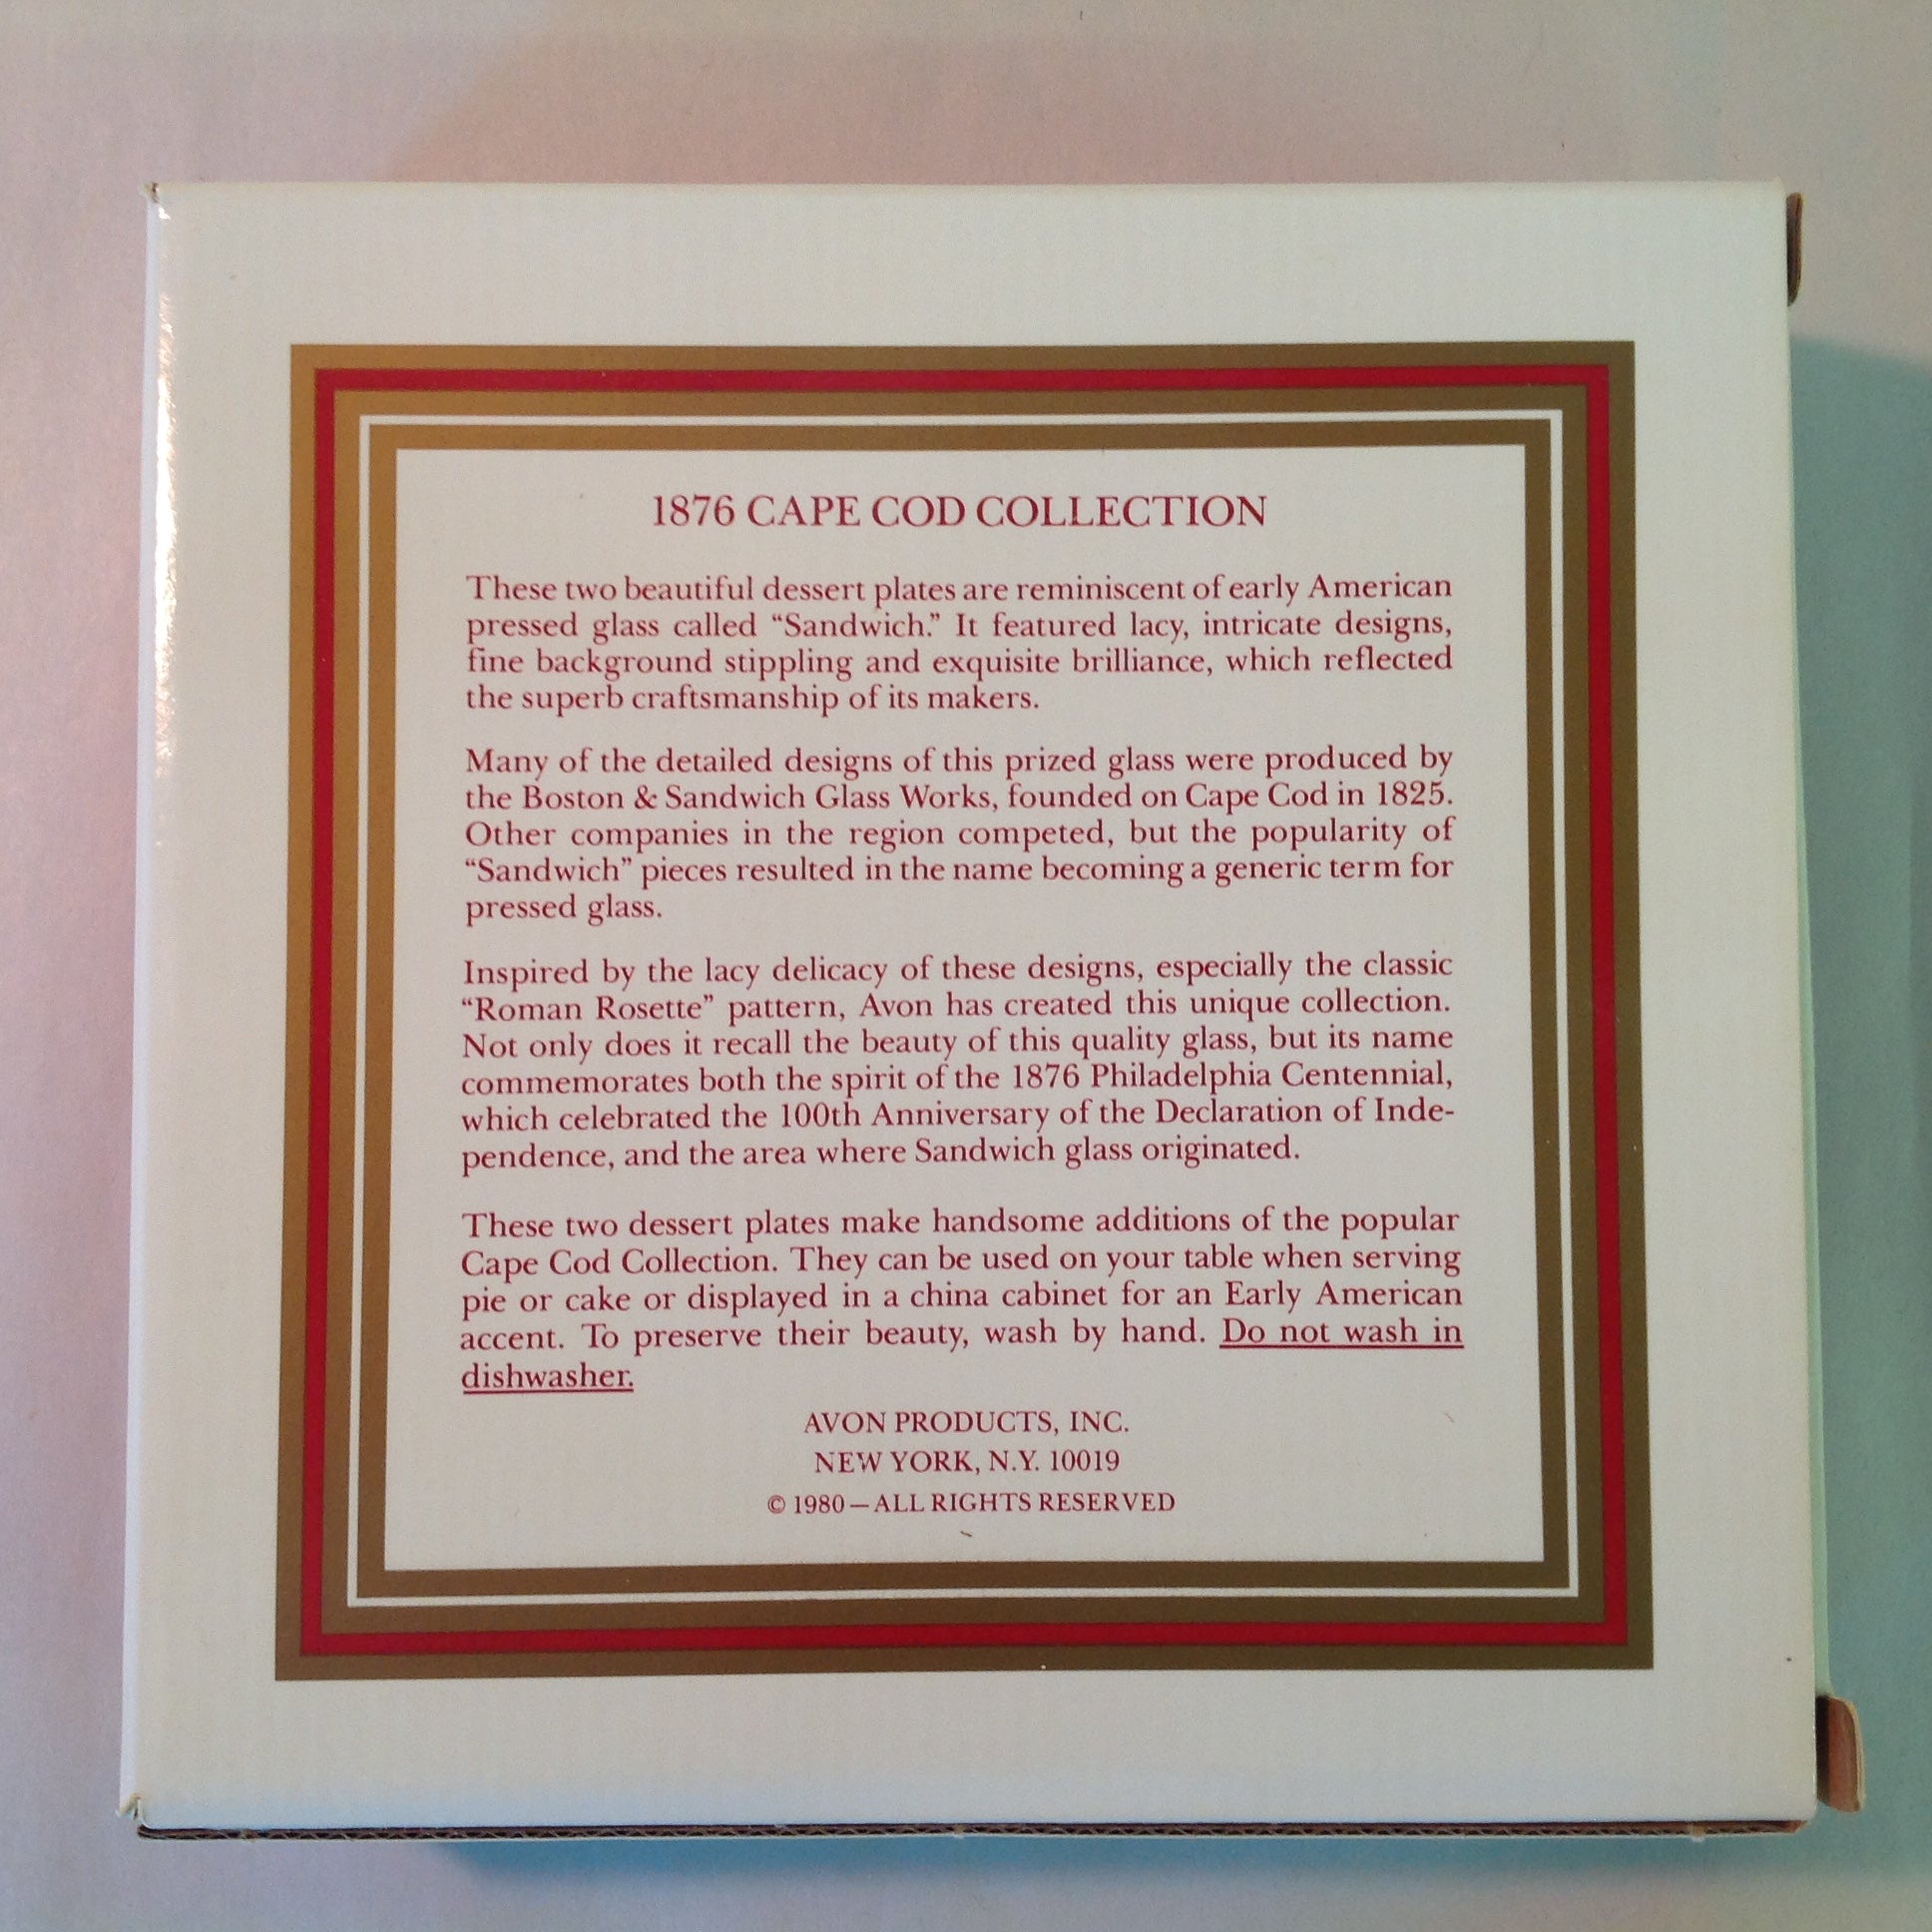 1876 CAPE COD COLLECTION
These two beautiful dessert plates are reminiscent of early American
pressed glass called “Sandwich.” It featured lacy, intricate designs,
fine background stippling and exquisite brilliance, which reflected
the superb craftsmanship of its makers.
Many of the detailed designs of this prized glass were produced by
the Boston & Sandwich Glass Works, founded on Cape Cod in 1825.
Other companies in the region competed, but the popularity of
“Sandwich” pieces resulted in the name becoming a generic term for
pressed glass.
Inspired by the lacy delicacy of these designs, especially the classic
“Roman Rosette” pattern, Avon has created this unique collection.
Not only does it recall the beauty of this quality glass, but its name
commemorates both the spirit of the 1876 Philadelphia Centennial,
which celebrated the 100th Anniversary of the Declaration of Inde-
pendence, and the area where Sandwich glass originated.
These two dessert plates make handsome additions of the popular
Cape Cod Collection. They can be used on your table when serving
pie or cake or displayed in a china cabinet for an Early American
accent. To preserve their beauty, wash by hand. Do not wash in
dishwasher.
AVON PRODUCTS, INC.
NEW YORK, N.Y. 10019
© 1980 — ALL RIGHTS RESERVED